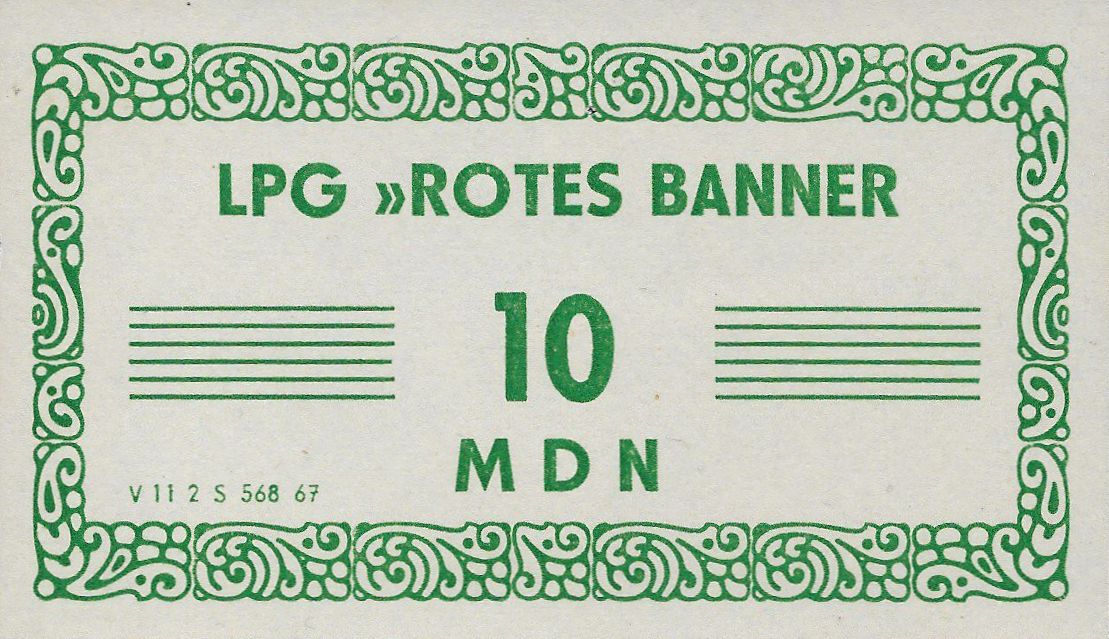 LPG »ROTES BANNER
10
MDN
V 11 2 S 568 67